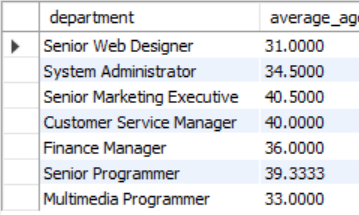 department average_ag
Senior Web Designer 31.0000
System Administrator 34.5000
Senior Marketing Executive 40.5000
Customer Service Manager 40.0000
Finance Manager 36.0000
Senior Programmer 39.3333
Multimedia Programmer 33.0000